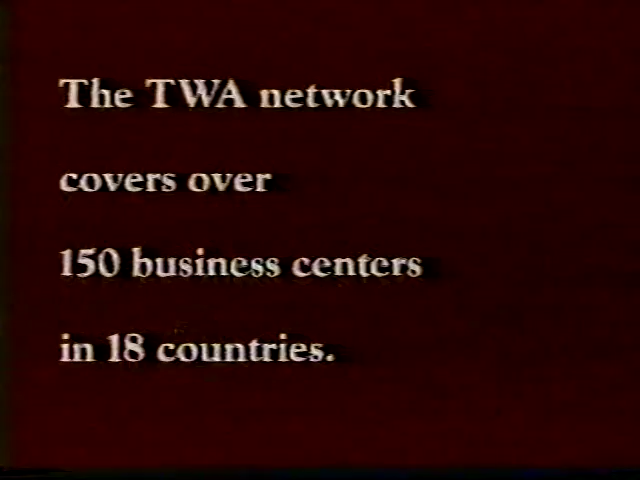 The TWA network
covers over
150 business centers
in 18 countries.